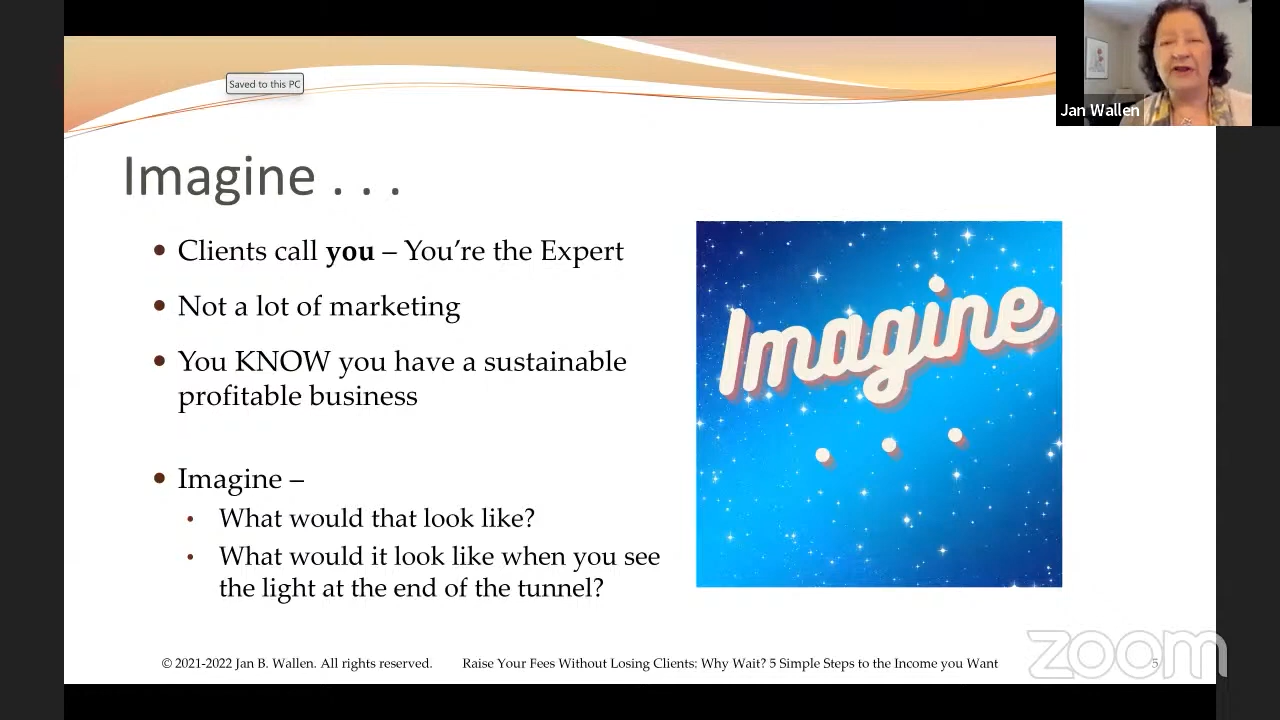 Saved to this PC
Jan Wallen
Imagine . . .
• Clients call you – You're the Expert
• Not a lot of marketing
• You KNOW you have a sustainable
profitable business
• Imagine –
• What would that look like?
• What would it look like when you see
the light at the end of the tunnel?
Imagine
. . .
© 2021-2022 Jan B. Wallen. All rights reserved.
Raise Your Fees Without Losing Clients: Why Wait? 5 Simple Steps to the Income you Want
5
zoom